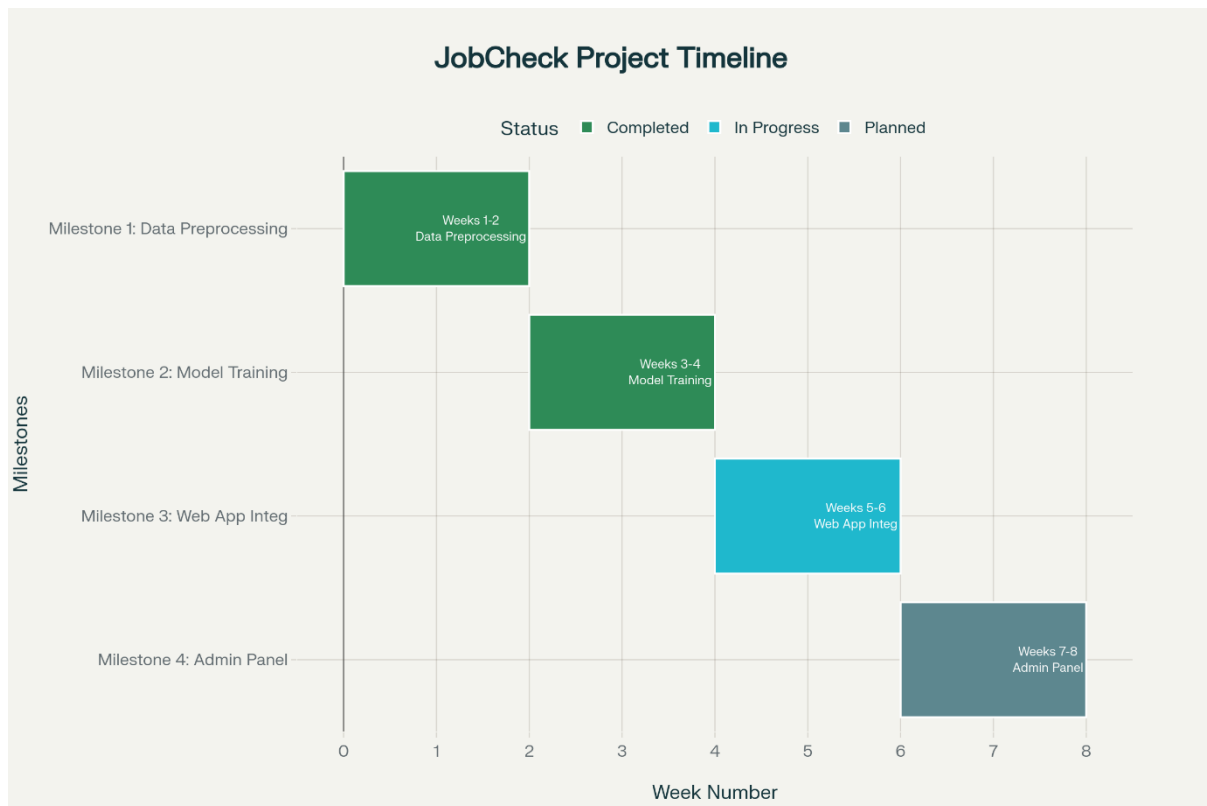 JobCheck Project Timeline
Status Completed In Progress Planned
Milestones
Milestone 1: Data Preprocessing
Weeks 1-2
Data Preprocessing
Milestone 2: Model Training
Weeks 3-4
Model Training
Milestone 3: Web App Integ
Weeks 5-6
Web App Integ
Milestone 4: Admin Panel
Weeks 7-8
Admin Panel
0 1 2 3 4 5 6 7 8
Week Number